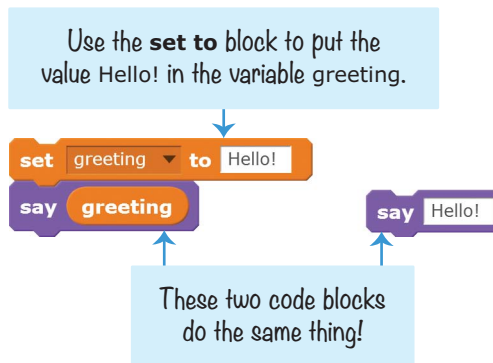 Use the set to block to put the
value Hello! in the variable greeting.
set greeting to Hello!
say greeting
say Hello!
These two code blocks
do the same thing!